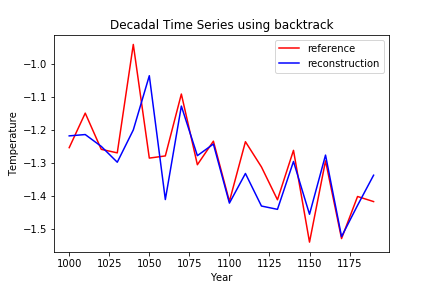 Decadal Time Series using backtrack
reference
reconstruction
Temperature
−1.0
−1.1
−1.2
−1.3
−1.4
−1.5
1000 1025 1050 1075 1100 1125 1150 1175
Year